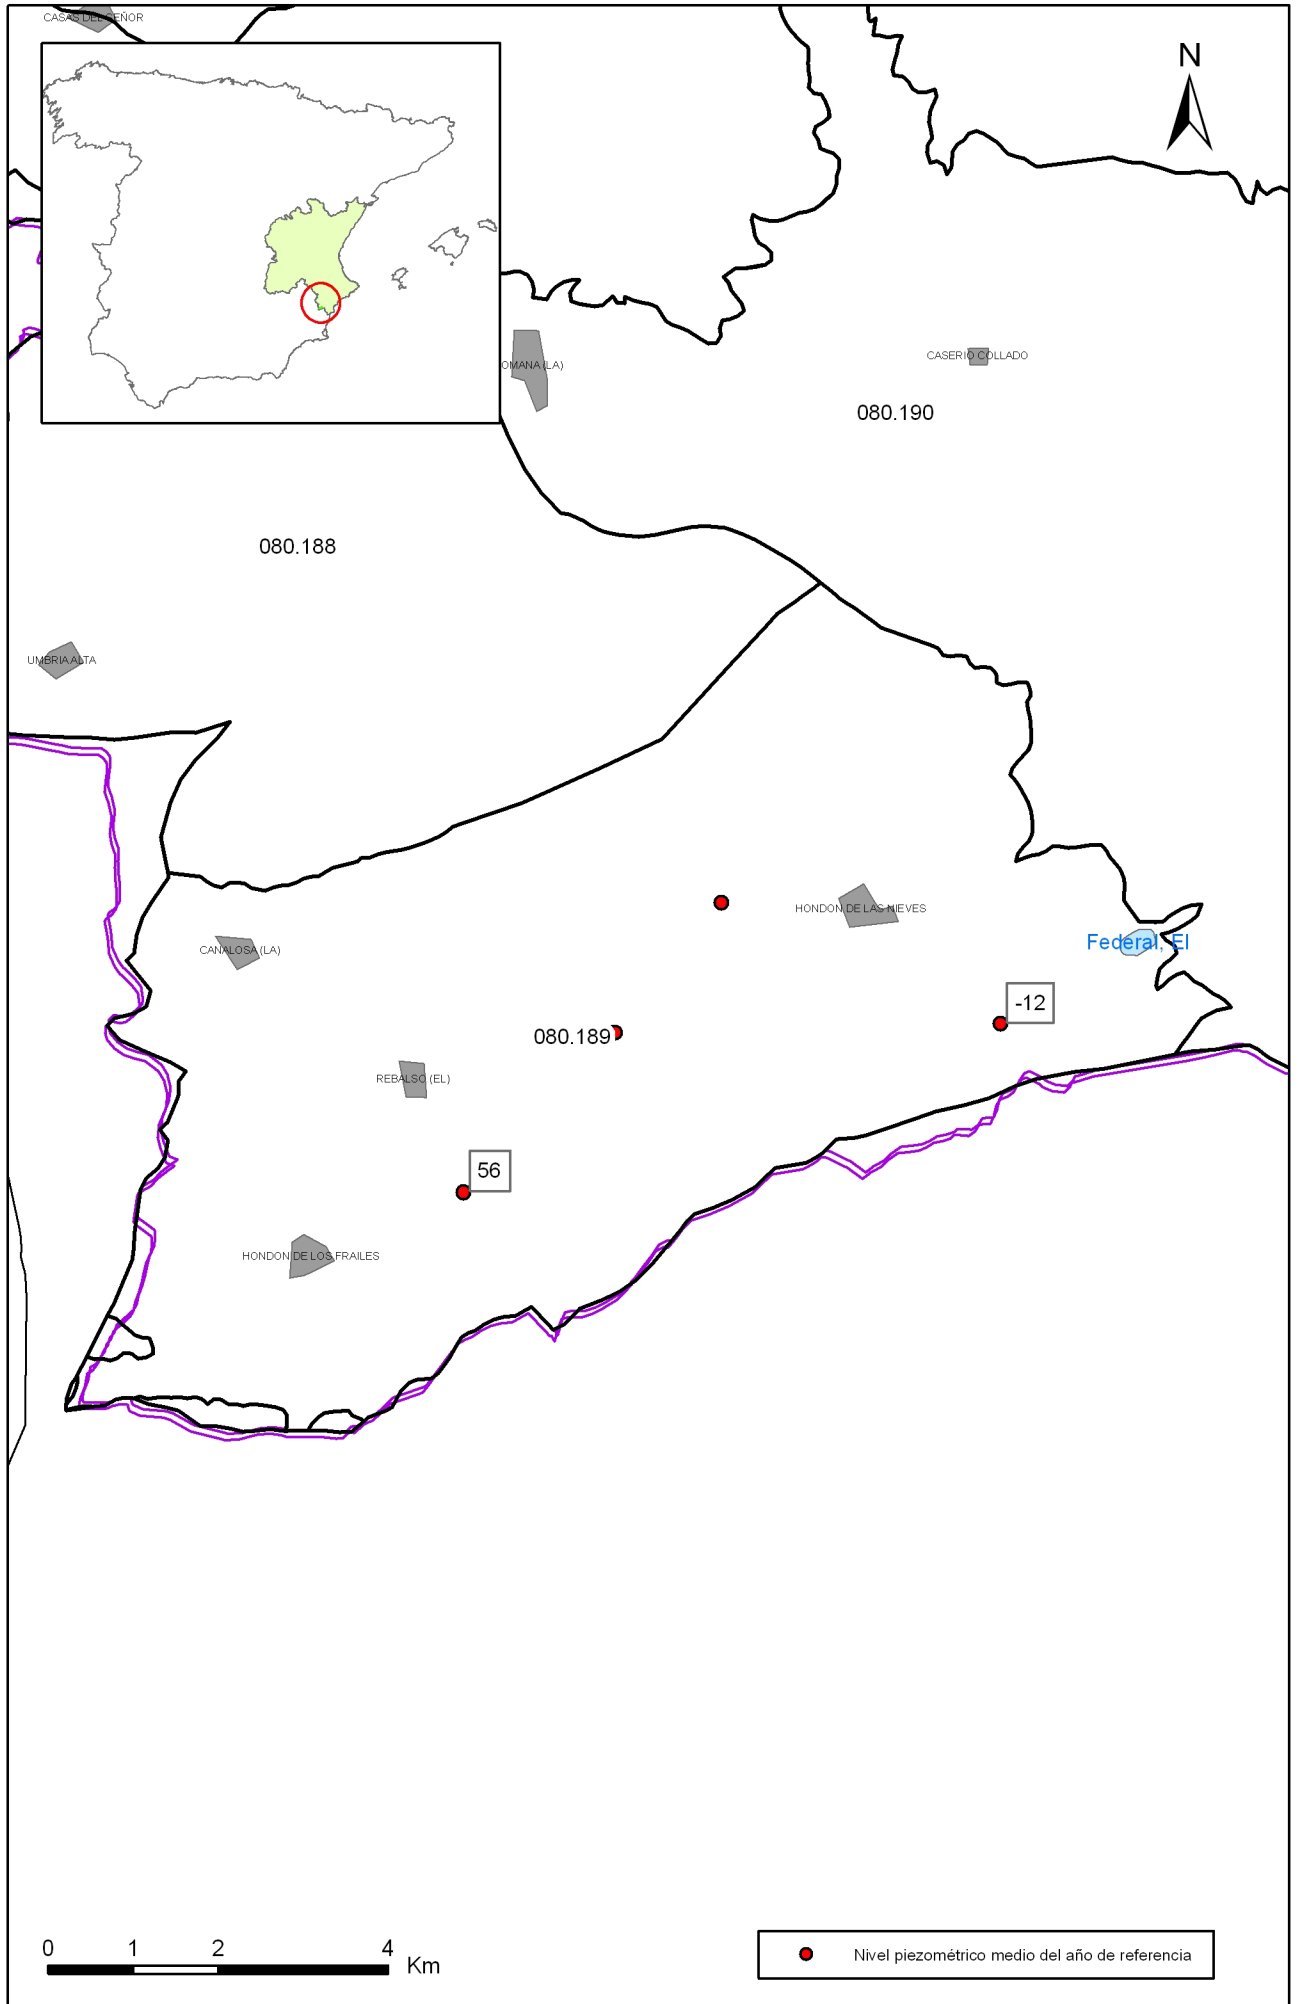 CASAS DEL SEÑOR
N
OMANA (LA)
CASERIO COLLADO
080.190
080.188
UMBRIA ALTA
HONDON DE LAS NIEVES
CANALOSA (LA)
Federal, El
-12
080.189
REBALSO (EL)
56
HONDON DE LOS FRAILES
0 1 2 4 Km
Nivel piezométrico medio del año de referencia